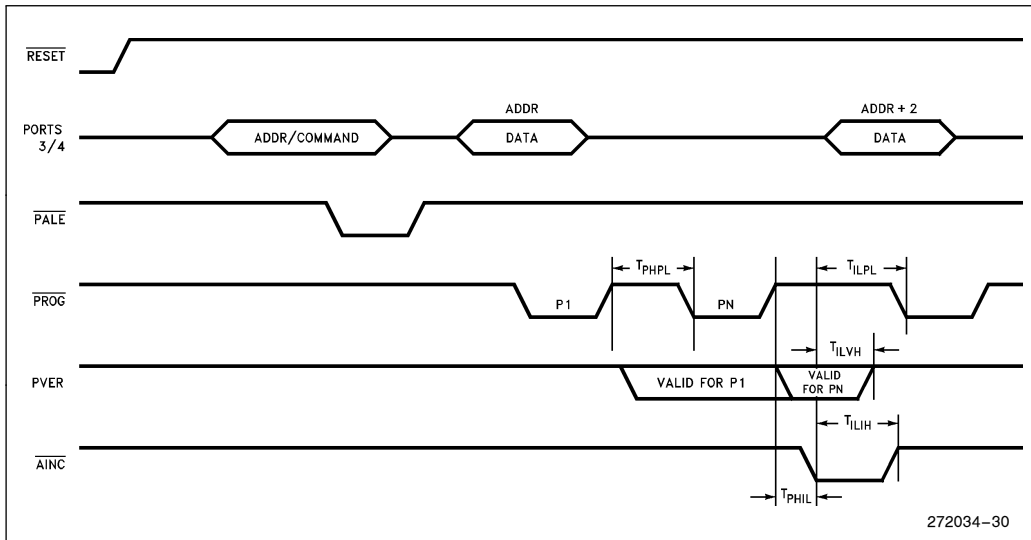 RESET
ADDR
ADDR + 2
PORTS
3/4
ADDR/COMMAND
DATA
DATA
PALE
TPHPL
TILPL
PROG
P1
PN
TILVH
PVER
VALID FOR P1
VALID
FOR PN
TILIH
AINC
TPHIL
272034–30